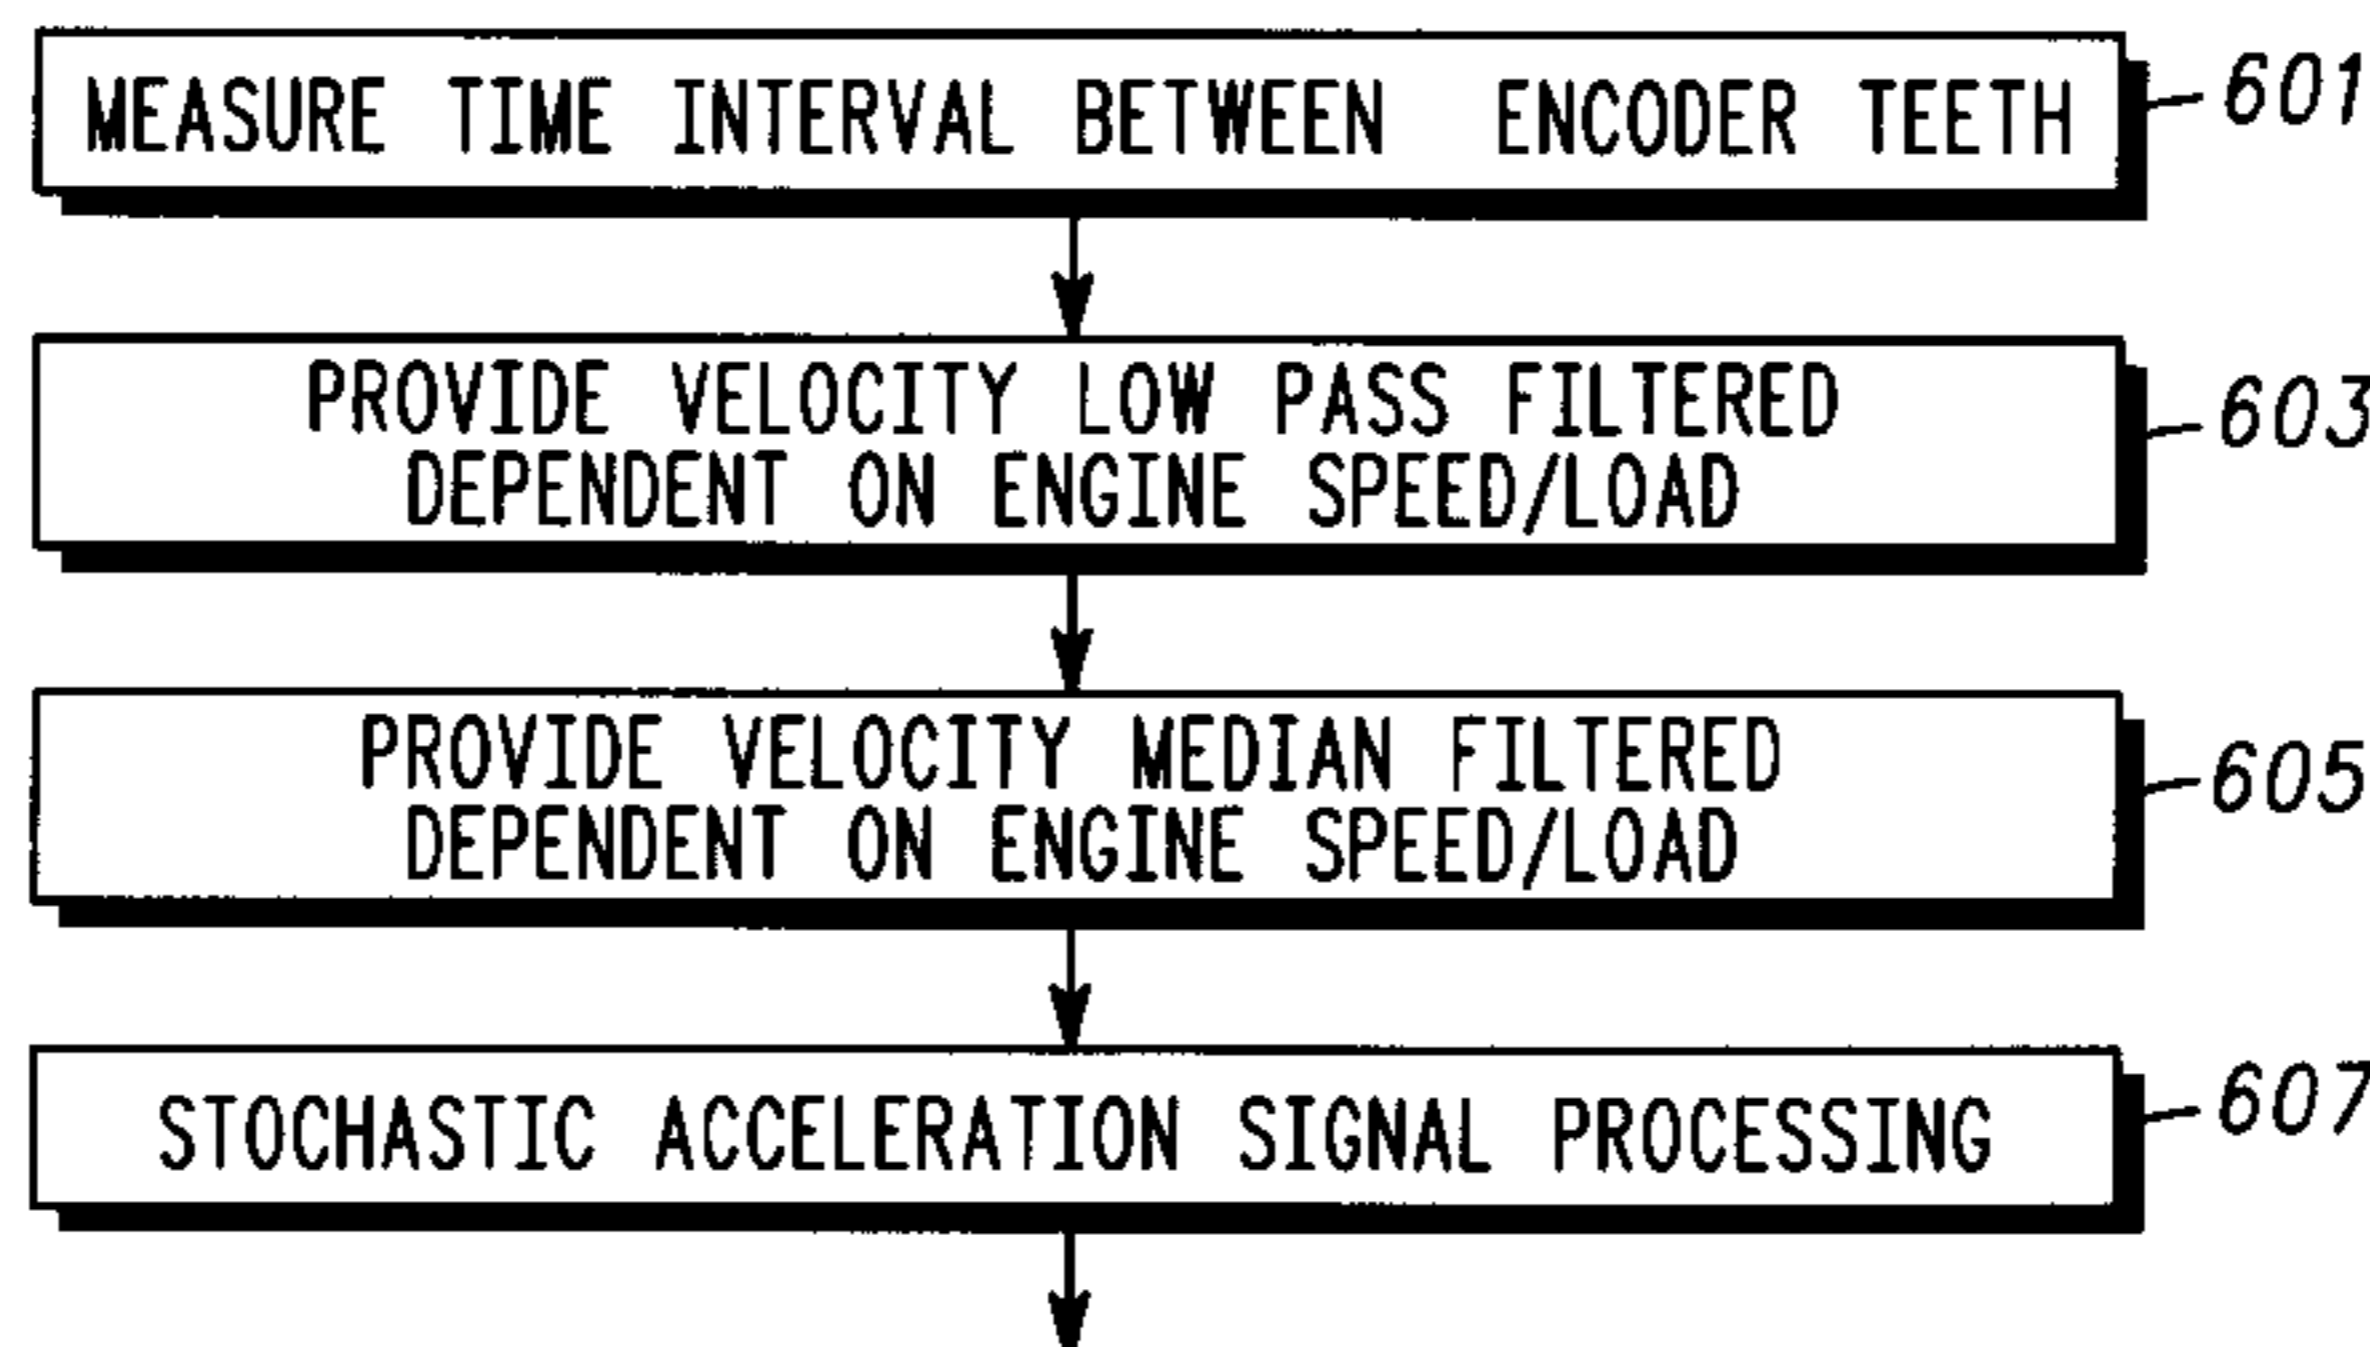 MEASURE TIME INTERVAL BETWEEN ENCODER TEETH
601
PROVIDE VELOCITY LOW PASS FILTERED
DEPENDENT ON ENGINE SPEED/LOAD
603
PROVIDE VELOCITY MEDIAN FILTERED
DEPENDENT ON ENGINE SPEED/LOAD
605
STOCHASTIC ACCELERATION SIGNAL PROCESSING
607